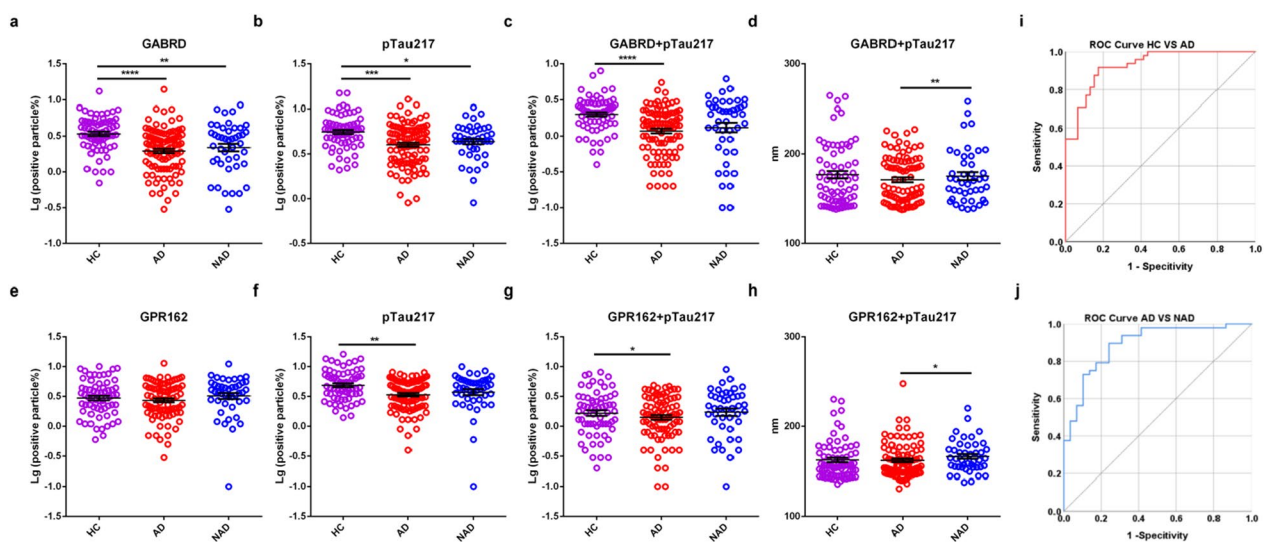 a
GABRD
Lg (positive particle%)
1.5
1.0
0.5
0.0
-0.5
-1.0
****
**
HC
AD
NAD
b
pTau217
Lg (positive particle%)
1.5
1.0
0.5
0.0
-0.5
***
*
HC
AD
NAD
c
GABRD+pTau217
Lg (positive particle%)
1.5
1.0
0.5
0.0
-0.5
-1.0
-1.5
****
HC
AD
NAD
d
GABRD+pTau217
nm
300
200
100
**
HC
AD
NAD
i
ROC Curve HC VS AD
Sensitivity
1.0
0.8
0.6
0.4
0.2
0.0
0.0 0.2 0.4 0.6 0.8 1.0
1 - Specitivity
e
GPR162
Lg (positive particle%)
1.5
1.0
0.5
0.0
-0.5
-1.0
-1.5
HC
AD
NAD
f
pTau217
Lg (positive particle%)
1.5
1.0
0.5
0.0
-0.5
-1.0
-1.5
**
HC
AD
NAD
g
GPR162+pTau217
Lg (positive particle%)
1.5
1.0
0.5
0.0
-0.5
-1.0
-1.5
*
HC
AD
NAD
h
GPR162+pTau217
nm
300
200
100
*
HC
AD
NAD
j
ROC Curve AD VS NAD
Sensitivity
1.0
0.8
0.6
0.4
0.2
0.0
0.0 0.2 0.4 0.6 0.8 1.0
1 -Specitivity